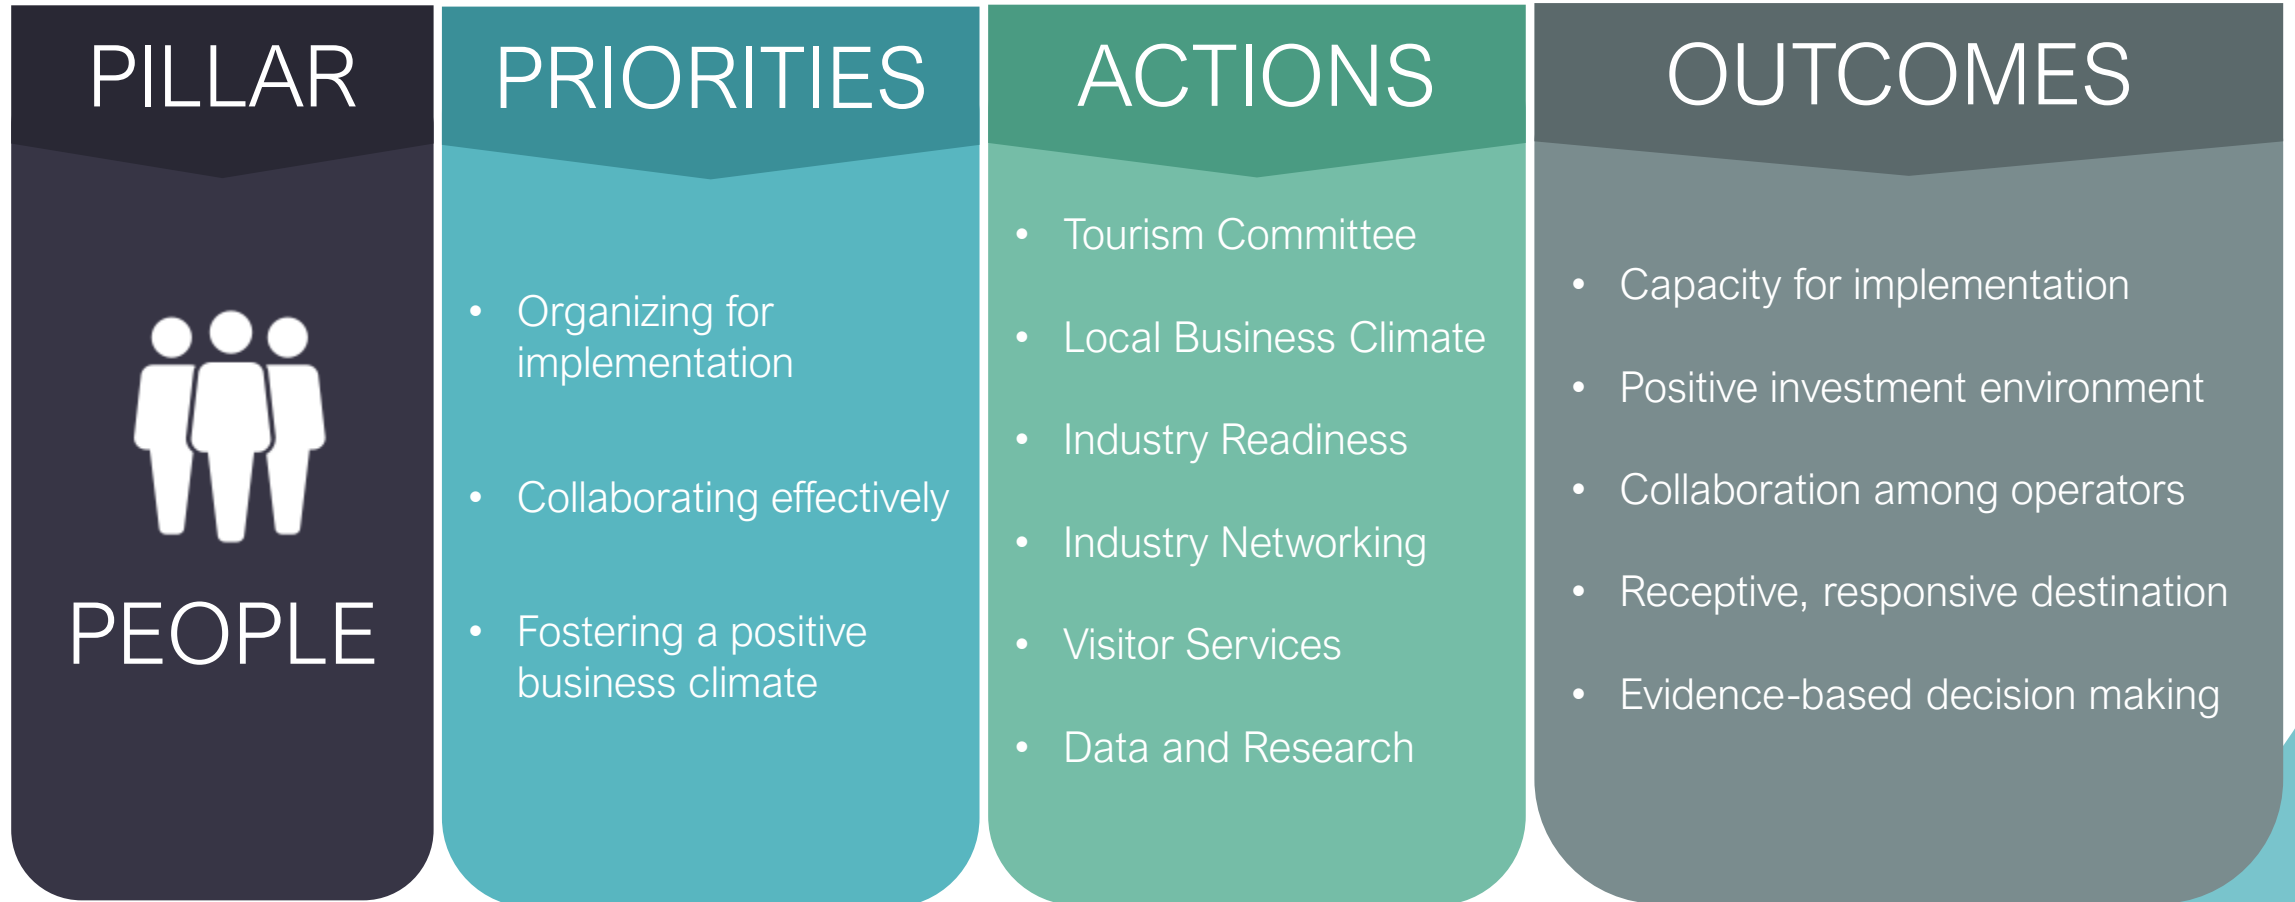 PILLAR
PEOPLE
PRIORITIES
• Organizing for
implementation
• Collaborating effectively
• Fostering a positive
business climate
ACTIONS
• Tourism Committee
• Local Business Climate
• Industry Readiness
• Industry Networking
• Visitor Services
• Data and Research
OUTCOMES
• Capacity for implementation
• Positive investment environment
• Collaboration among operators
• Receptive, responsive destination
• Evidence-based decision making